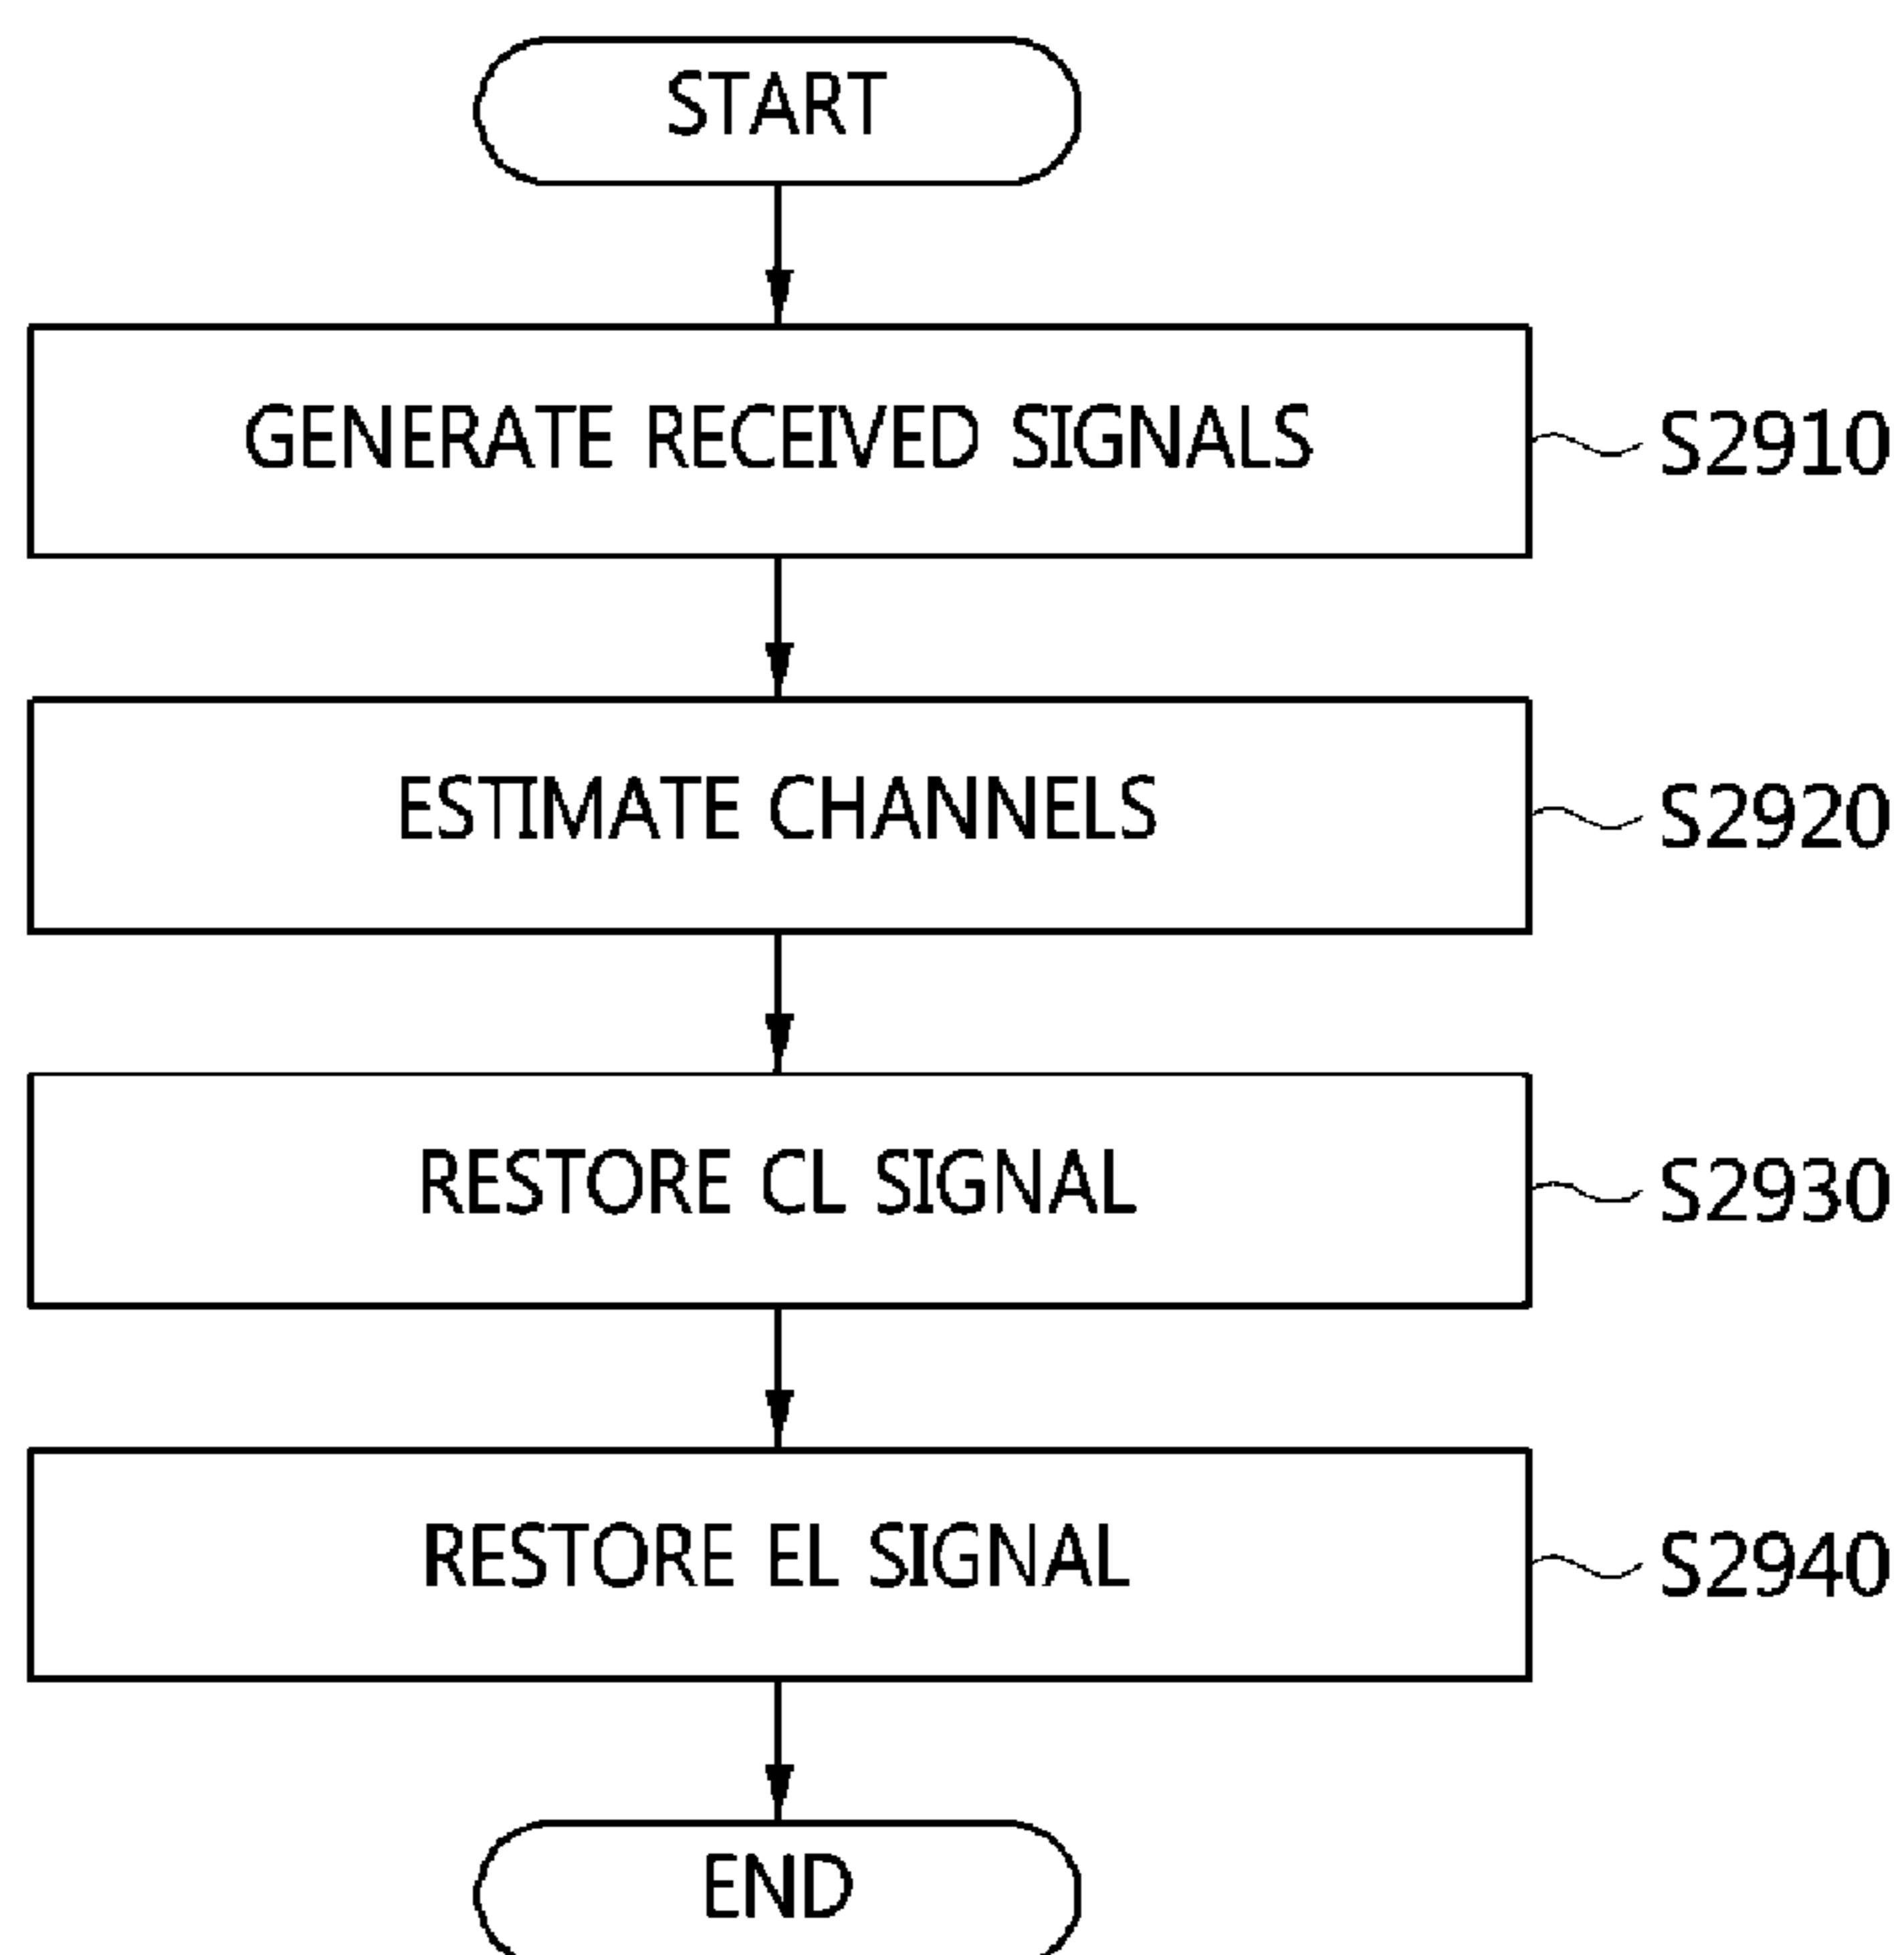 START
GENERATE RECEIVED SIGNALS
S2910
ESTIMATE CHANNELS
S2920
RESTORE CL SIGNAL
S2930
RESTORE EL SIGNAL
S2940
END